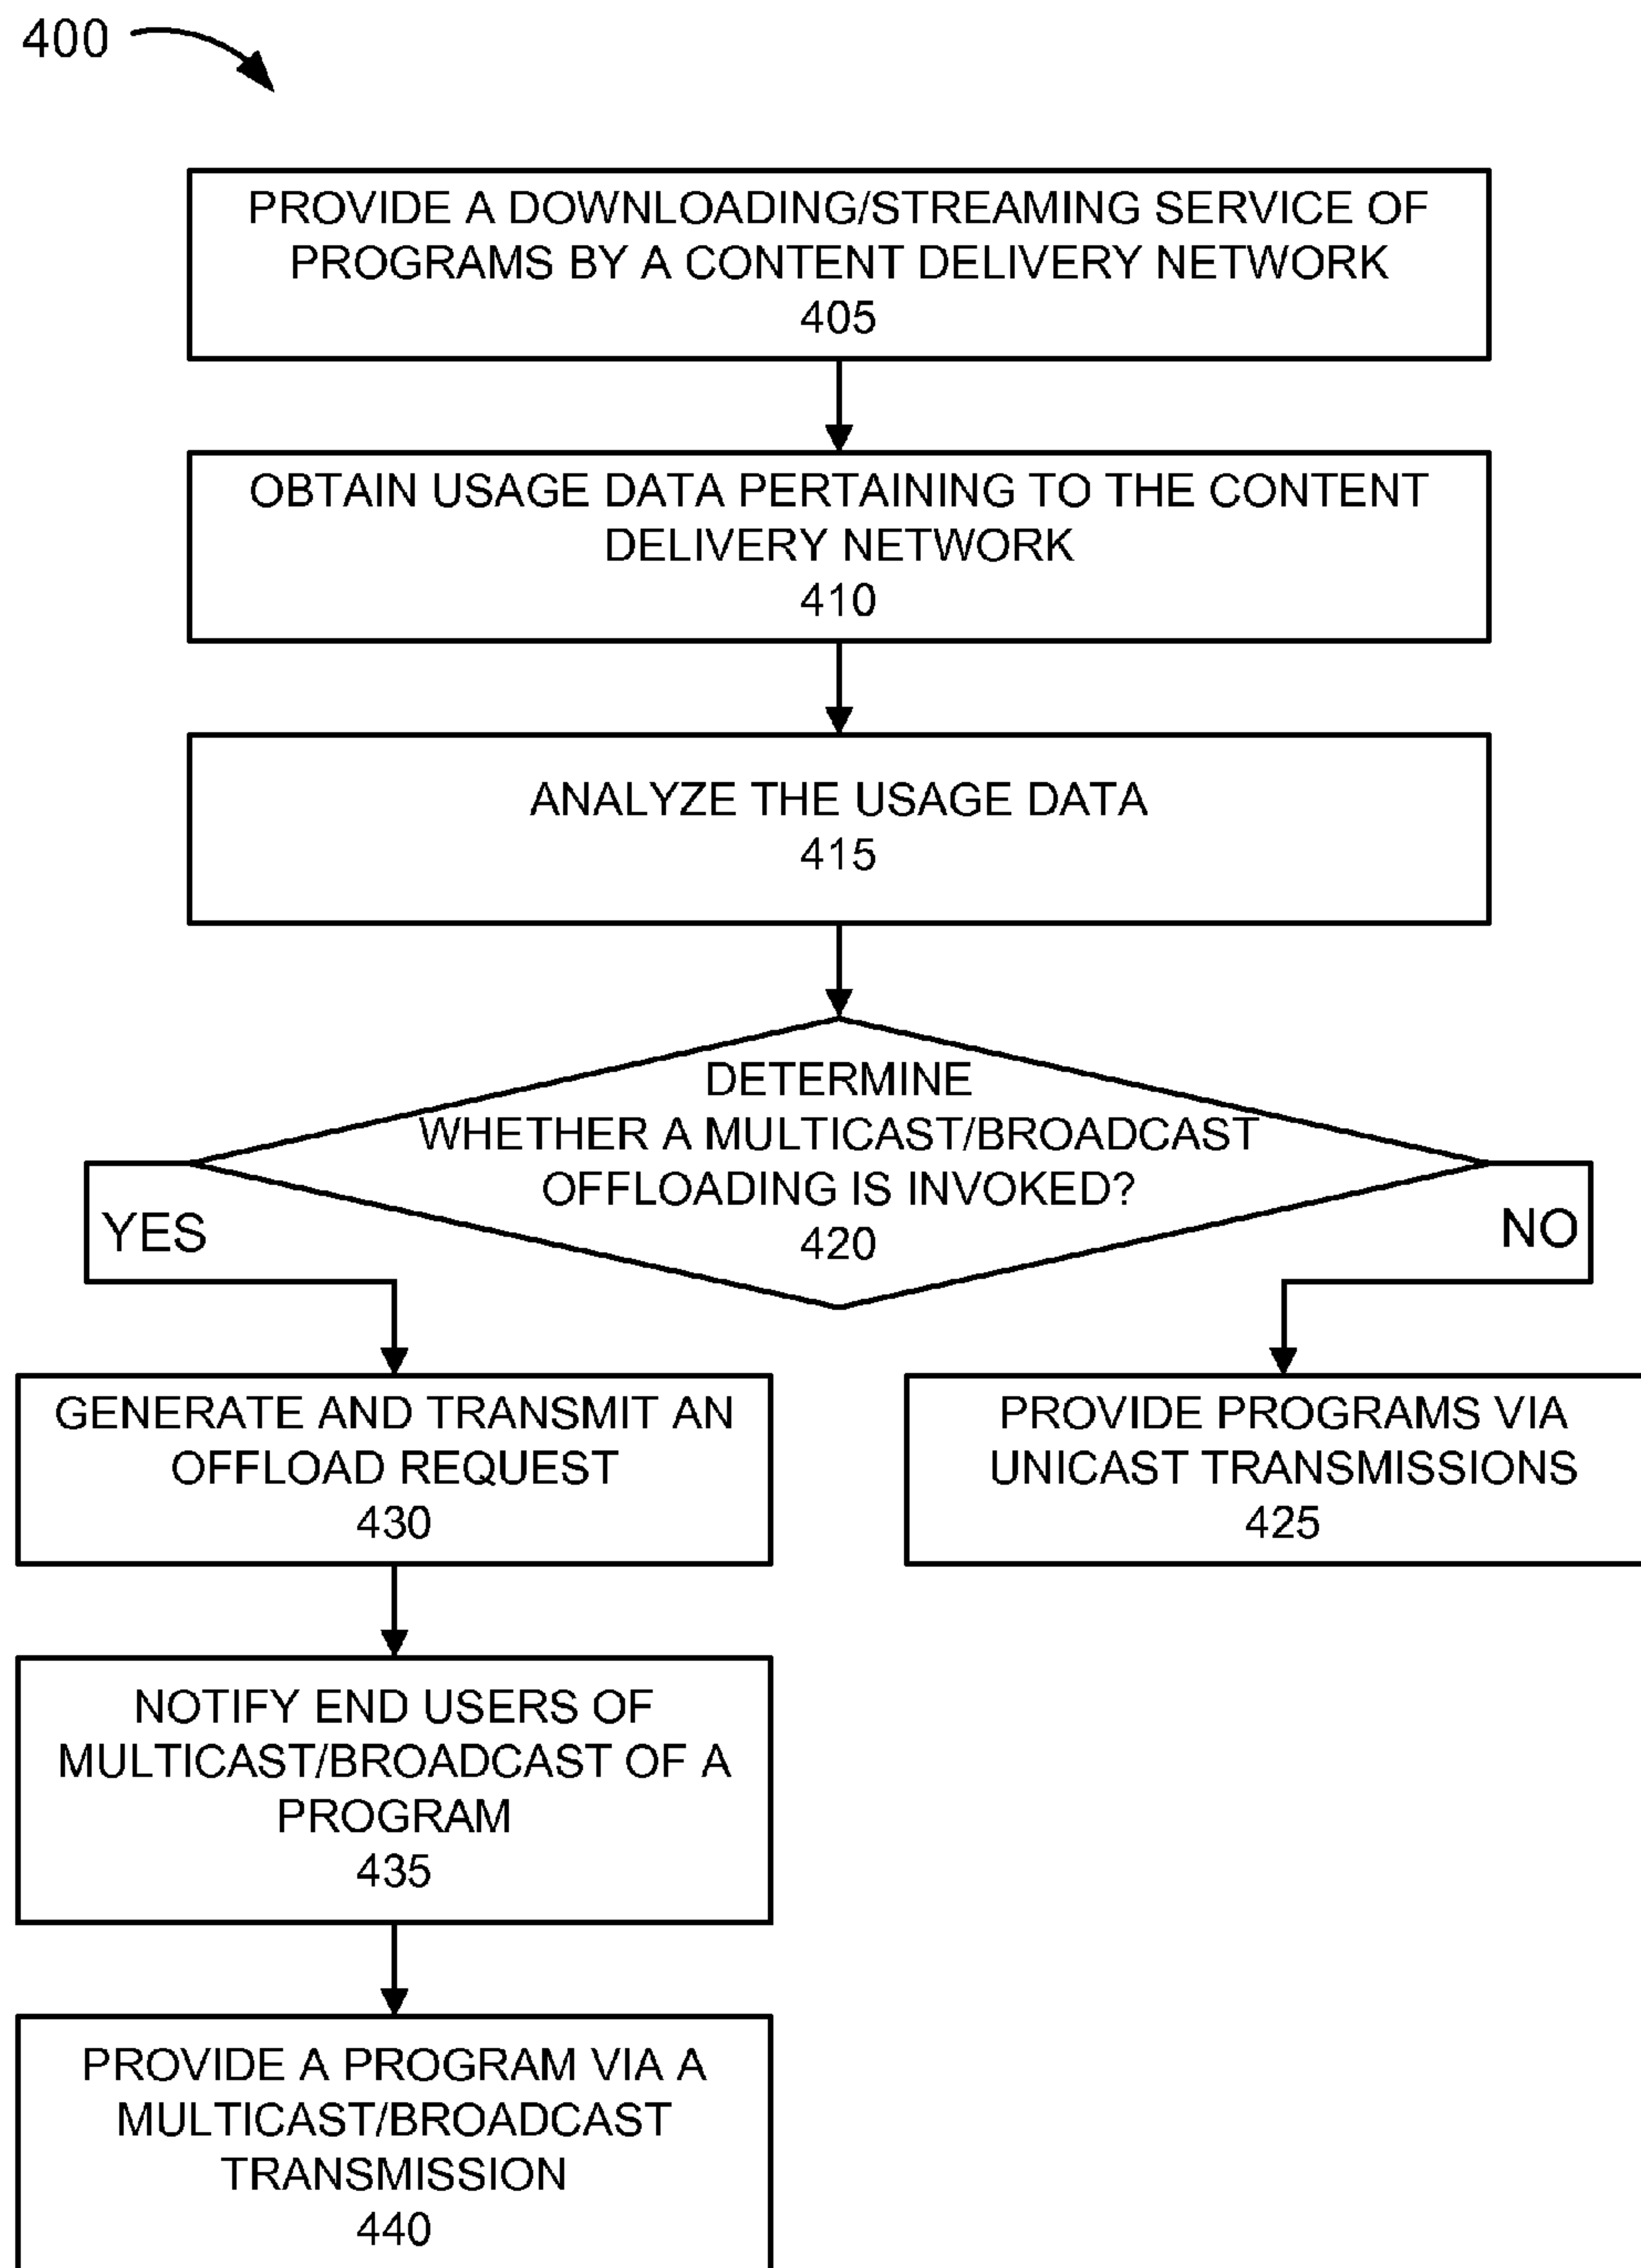 400
PROVIDE A DOWNLOADING/STREAMING SERVICE OF
PROGRAMS BY A CONTENT DELIVERY NETWORK
405
OBTAIN USAGE DATA PERTAINING TO THE CONTENT
DELIVERY NETWORK
410
ANALYZE THE USAGE DATA
415
DETERMINE
WHETHER A MULTICAST/BROADCAST
OFFLOADING IS INVOKED?
420
YES
NO
GENERATE AND TRANSMIT AN
OFFLOAD REQUEST
430
PROVIDE PROGRAMS VIA
UNICAST TRANSMISSIONS
425
NOTIFY END USERS OF
MULTICAST/BROADCAST OF A
PROGRAM
435
PROVIDE A PROGRAM VIA A
MULTICAST/BROADCAST
TRANSMISSION
440